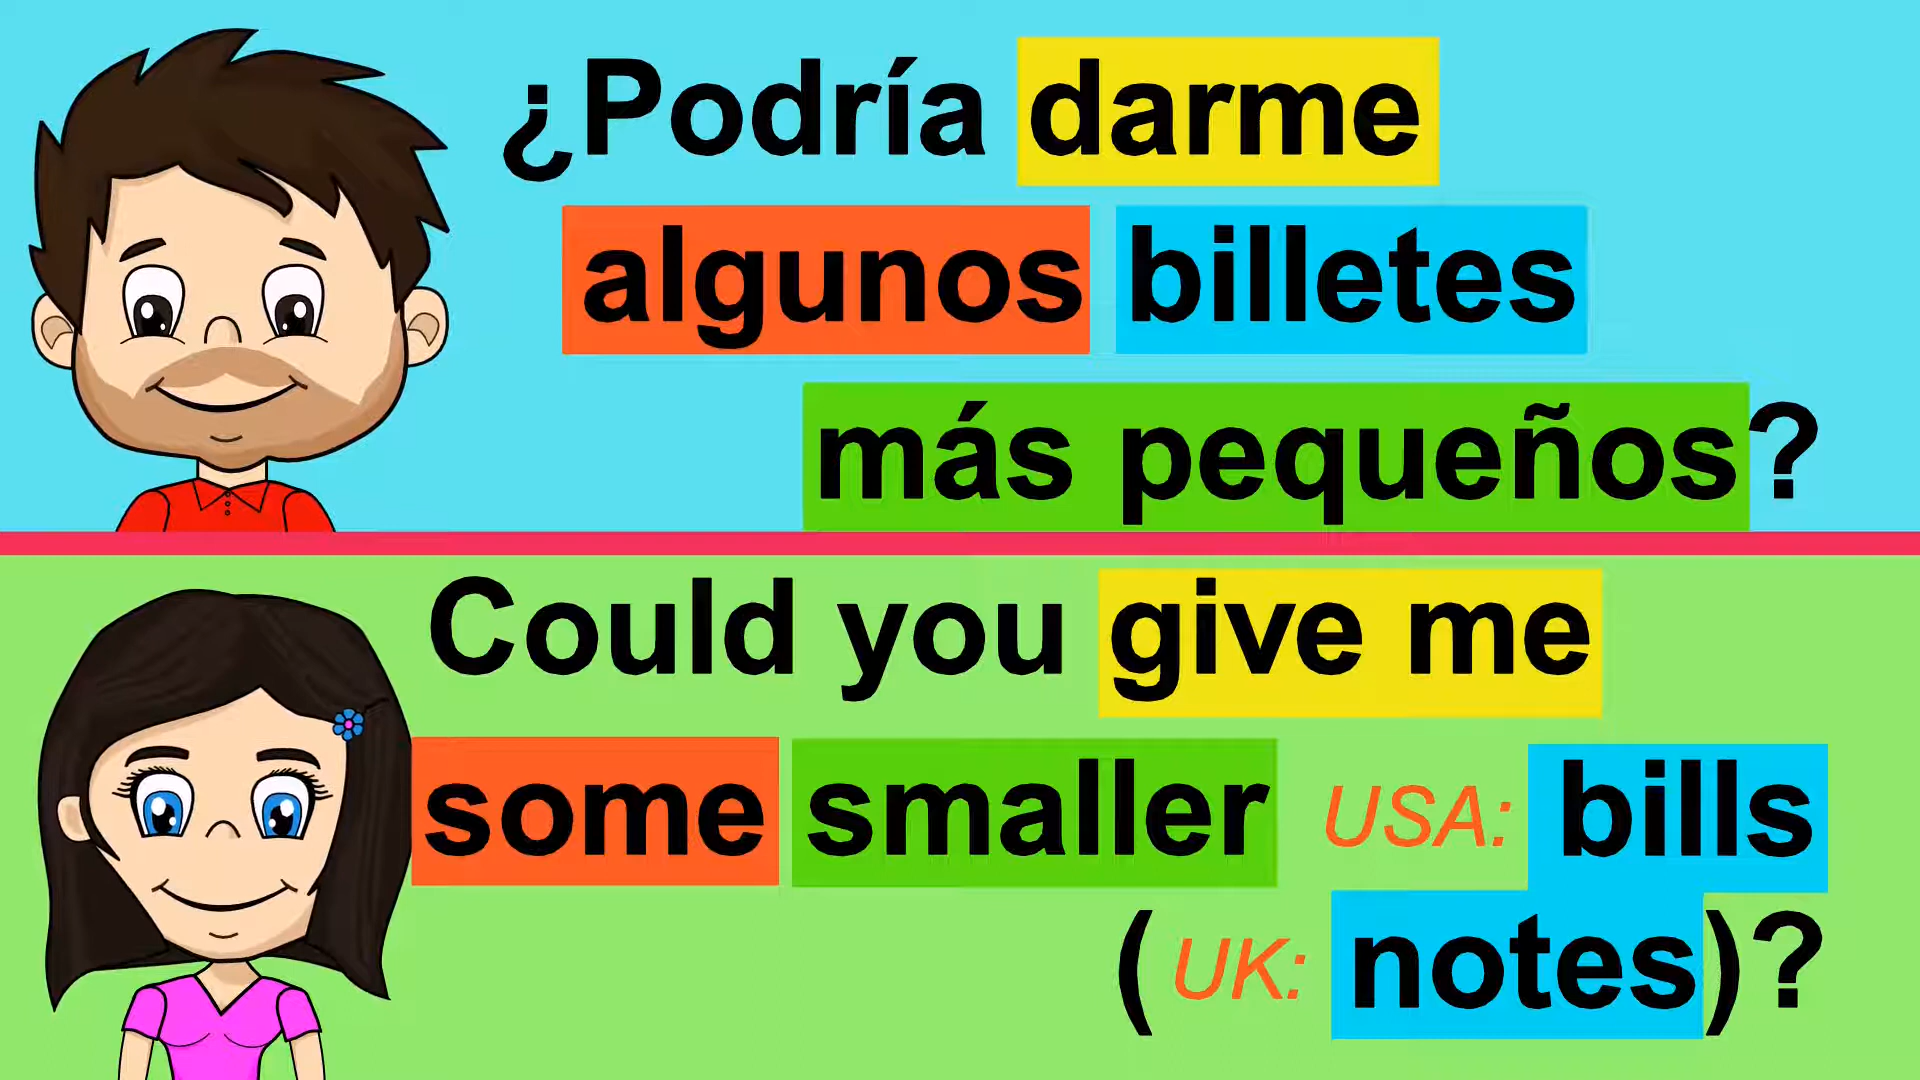 ¿Podría darme
algunos billetes
más pequeños?
Could you give me
some smaller USA: bills
(UK: notes)?